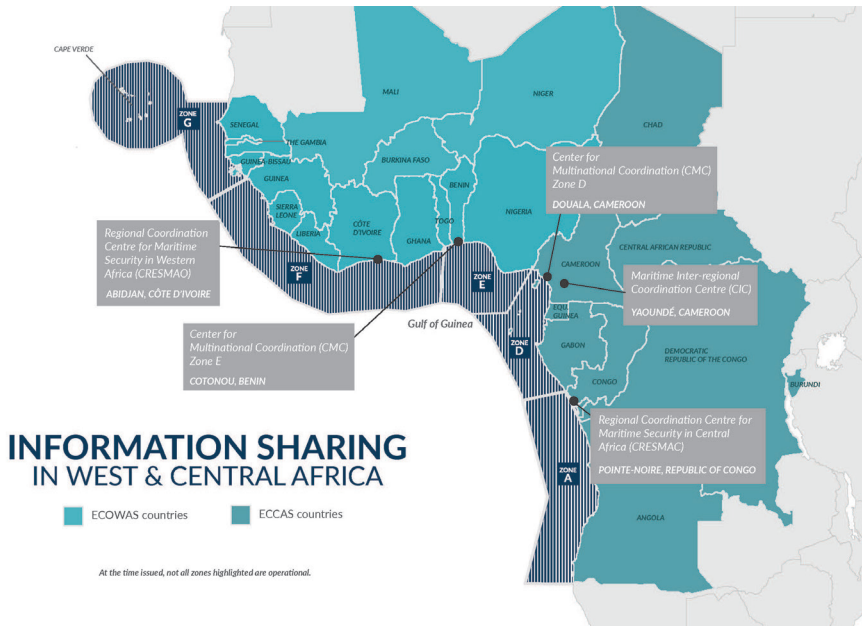 CAPE VERDE
ZONE
G
SENEGAL
THE GAMBIA
GUINEA-BISSAU
GUINEA
SIERRA
LEONE
LIBERIA
MALI
BURKINA FASO
CÔTE
D'IVOIRE
GHANA
TOGO
BENIN
NIGER
NIGERIA
CHAD
Center for
Multinational Coordination (CMC)
Zone D
DOUALA, CAMEROON
Regional Coordination
Centre for Maritime
Security in Western
Africa (CRESMAO)
ABIDJAN, CÔTE D'IVOIRE
ZONE
F
ZONE
E
CAMEROON
CENTRAL AFRICAN REPUBLIC
Maritime Inter-regional
Coordination Centre (CIC)
YAOUNDÉ, CAMEROON
Gulf of Guinea
Center for
Multinational Coordination (CMC)
Zone E
COTONOU, BENIN
EQU.
GUINEA
ZONE
D
GABON
CONGO
DEMOCRATIC
REPUBLIC OF THE CONGO
BURUNDI
Regional Coordination Centre for
Maritime Security in Central
Africa (CRESMAC)
POINTE-NOIRE, REPUBLIC OF CONGO
ZONE
A
ANGOLA
INFORMATION SHARING
IN WEST & CENTRAL AFRICA
ECOWAS countries
ECCAS countries
At the time issued, not all zones highlighted are operational.